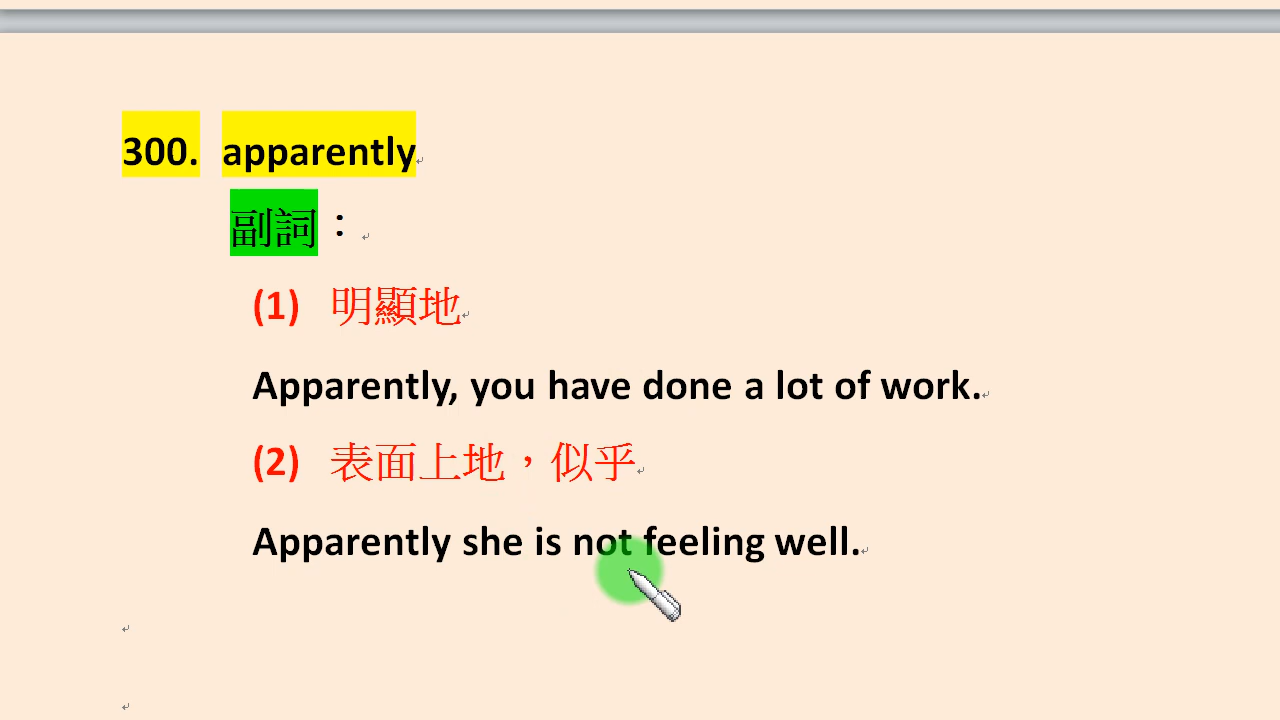 300. apparently
副詞：
(1) 明顯地
Apparently, you have done a lot of work.
(2) 表面上地，似乎
Apparently she is not feeling well.